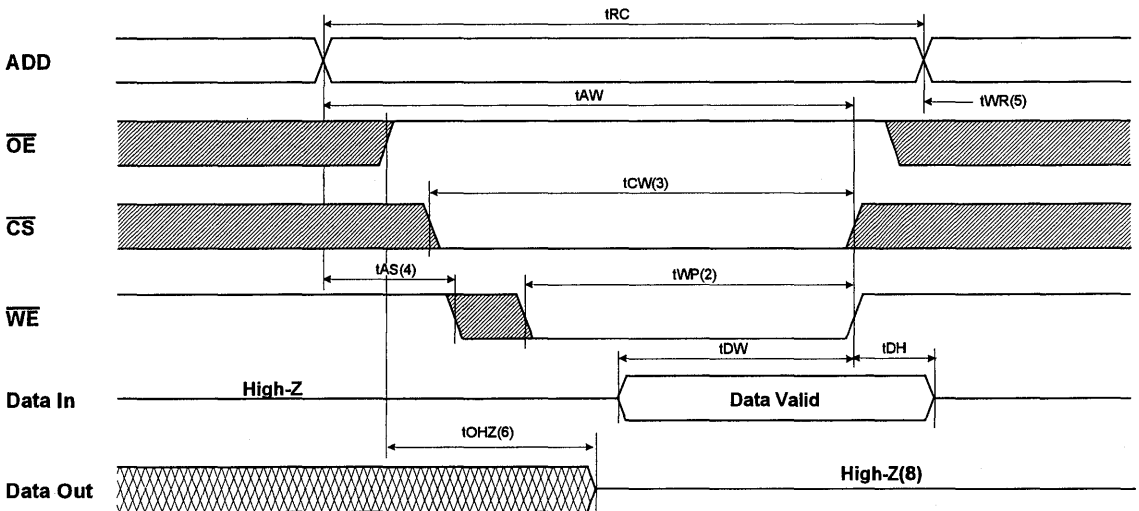 tRC
ADD
tAW
tWR(5)
OE
tCW(3)
CS
tAS(4)
tWP(2)
WE
tDW
tDH
High-Z
Data In
Data Valid
tOHZ(6)
High-Z(8)
Data Out